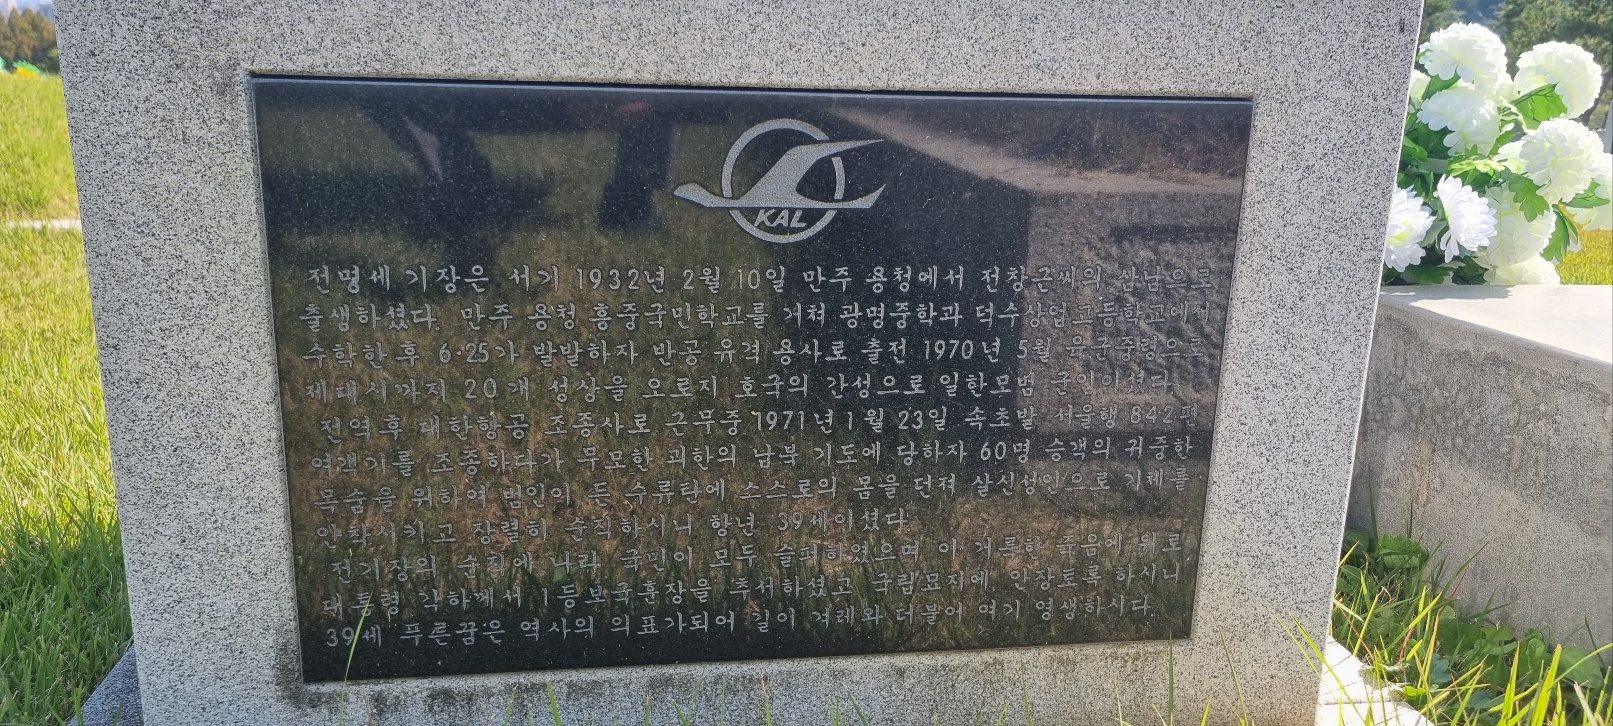 KAL
전명세 기장은 서기 1932년 2월 10일 만주 용청에서 전창근씨의 삼남으로
출생하셨다. 만주 용청 흥중국민학교를 거쳐 광명중학과 덕수상업고등학교에서
수학한 후 6·25가 발발하자 반공 유격 용사로 출전 1970년 5월 육군중령으로
제대시까지 20개 성상을 오로지 호국의 간성으로 일한모범 군인이셨다
전역후 대한항공 조종사로 근무중 1971년 1월 23일 속초발 서울행 842편
여객기를 조종하다가 무모한 괴한의 납북 기도에 당하자 60명 승객의 귀중한
목숨을 위하여 범인이 든 수류탄에 스스로의 몸을 던져 살신성인으로 기체를
안착시키고 장렬히 순직하시니 향년 39세이셨다
전기장의 순직에 나라 국민이 모두 슬퍼하였으며 이 거룩한 죽음에 위로
대통령 각하께서 1등보국훈장을 추서하셨고 국립묘지에 안장토록 하시니
39세 푸른꿈은 역사의 의표가되어 길이 겨레와 더불어 여기 영생하시다.